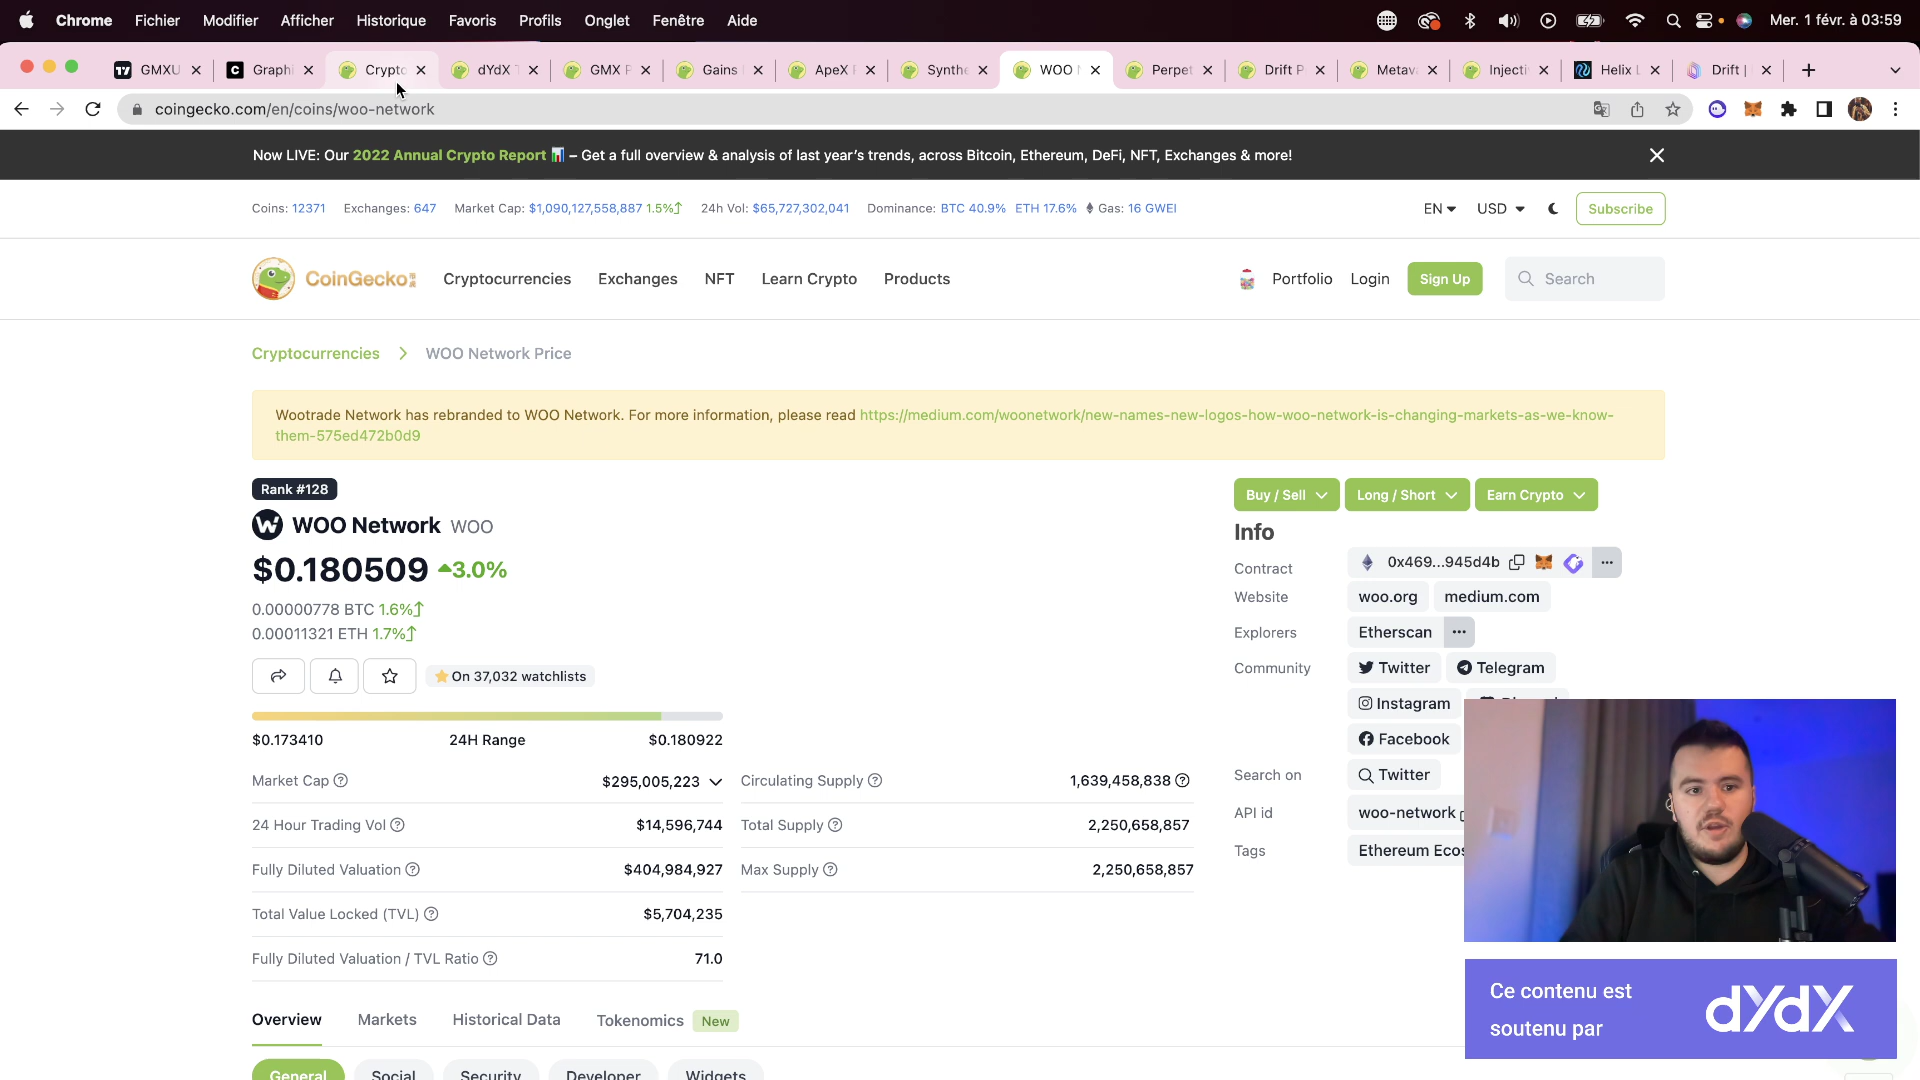 Chrome Fichier Modifier Afficher Historique Favoris Profils Onglet Fenêtre Aide Mer. 1 févr. à 03:59
GMXU Graphi Crypto dYdX T GMX P Gains ApeX P Synthe WOO N Perpet Drift P Metava Injecti Helix L Drift |
coingecko.com/en/coins/woo-network
Now LIVE: Our 2022 Annual Crypto Report – Get a full overview & analysis of last year's trends, across Bitcoin, Ethereum, DeFi, NFT, Exchanges & more!
Coins: 12371 Exchanges: 647 Market Cap: $1,090,127,558,887 1.5% 24h Vol: $65,727,302,041 Dominance: BTC 40.9% ETH 17.6% Gas: 16 GWEI EN USD Subscribe
CoinGecko Cryptocurrencies Exchanges NFT Learn Crypto Products Portfolio Login Sign Up Search
Cryptocurrencies > WOO Network Price
Wootrade Network has rebranded to WOO Network. For more information, please read https://medium.com/woonetwork/new-names-new-logos-how-woo-network-is-changing-markets-as-we-know-
them-575ed472b0d9
Rank #128
WOO Network WOO
$0.180509 3.0%
0.00000778 BTC 1.6%
0.00011321 ETH 1.7%
On 37,032 watchlists
$0.173410 24H Range $0.180922
Market Cap $295,005,223
24 Hour Trading Vol $14,596,744
Fully Diluted Valuation $404,984,927
Total Value Locked (TVL) $5,704,235
Fully Diluted Valuation / TVL Ratio 71.0
Circulating Supply 1,639,458,838
Total Supply 2,250,658,857
Max Supply 2,250,658,857
Buy / Sell Long / Short Earn Crypto
Info
Contract 0x469...945d4b
Website woo.org medium.com
Explorers Etherscan
Community Twitter Telegram
Instagram
Facebook
Search on Twitter
API id woo-network
Tags Ethereum Ecos
Overview Markets Historical Data Tokenomics New
General Social Security Developer Widgets
Ce contenu est
soutenu par
dYdX